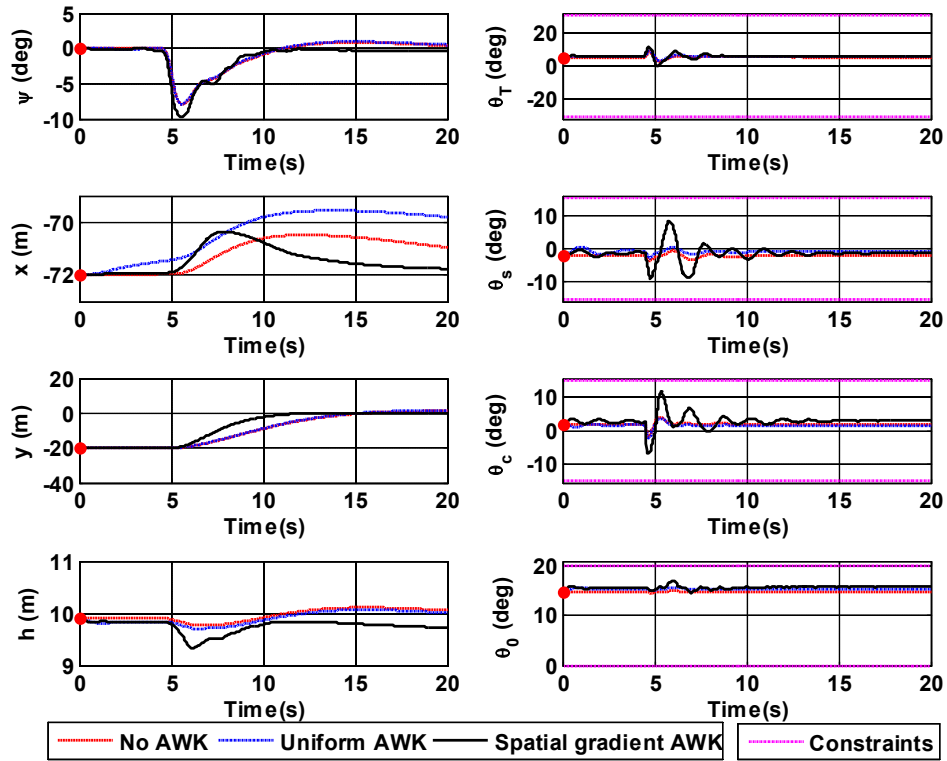 ψ (deg)
5
0
-5
-10
0 5 10 15 20
Time(s)
θT (deg)
20
0
-20
0 5 10 15 20
Time(s)
x (m)
-70
-72
0 5 10 15 20
Time(s)
θs (deg)
10
0
-10
0 5 10 15 20
Time(s)
y (m)
20
0
-20
-40
0 5 10 15 20
Time(s)
θc (deg)
10
0
-10
0 5 10 15 20
Time(s)
h (m)
11
10
9
0 5 10 15 20
Time(s)
θ0 (deg)
20
10
0
0 5 10 15 20
Time(s)
No AWK Uniform AWK Spatial gradient AWK Constraints